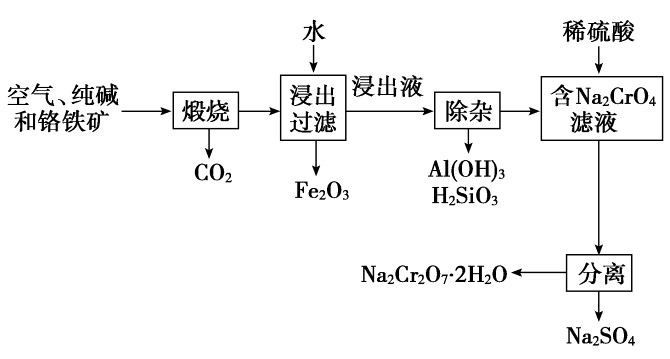 水
稀硫酸
空气、纯碱
和铬铁矿
煅烧
浸出
过滤
浸出液
除杂
含Na₂CrO₄
滤液
CO₂
Fe₂O₃
Al(OH)₃
H₂SiO₃
Na₂Cr₂O₇·2H₂O
分离
Na₂SO₄